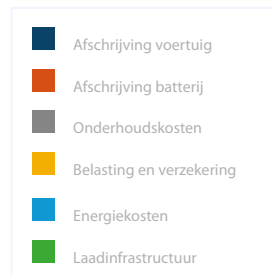 Afschrijving voertuig
Afschrijving batterij
Onderhoudskosten
Belasting en verzekering
Energiekosten
Laadinfrastructuur